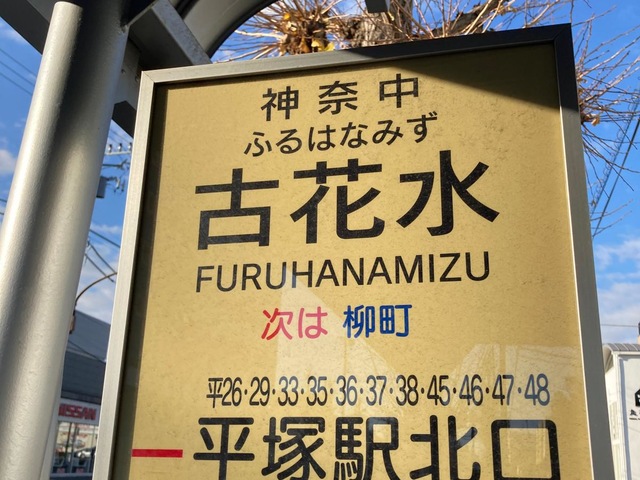 神奈中
ふるはなみず
古花水
FURUHANAMIZU
次は 柳町
平26・29・33・35・36・37・38・45・46・47・48
平塚駅北口
NISSAN